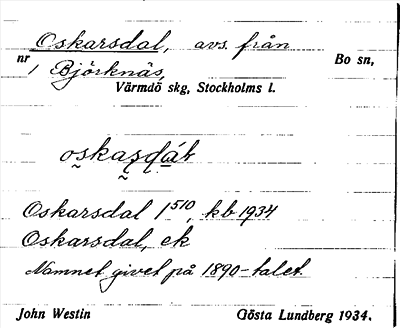 Oskarsdal, avs. från
nr 1 Björknäs, Bo sn,
Värmdö skg, Stockholms l.
Oskarsdal 1⁵¹⁰, kb 1934
Oskarsdal, ek
Namnet givet på 1890-talet.
John Westin Gösta Lundberg 1934.